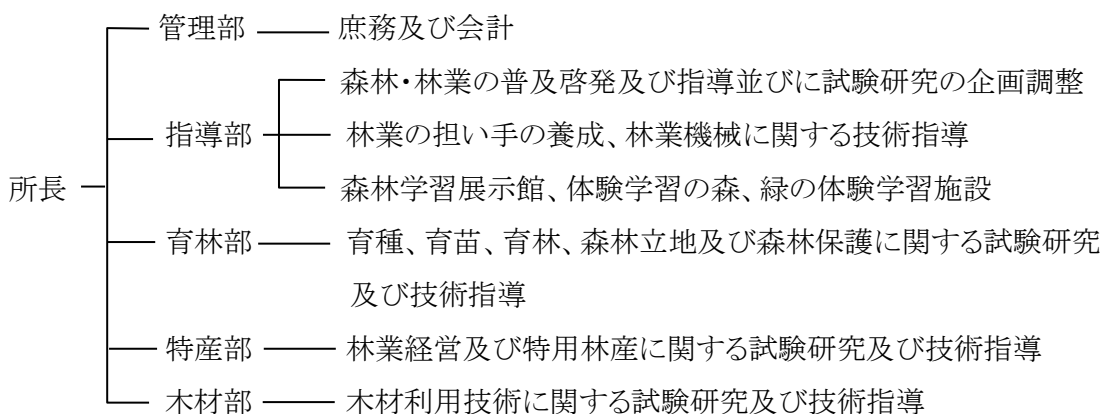 管理部 庶務及び会計
森林・林業の普及啓発及び指導並びに試験研究の企画調整
指導部 林業の担い手の養成、林業機械に関する技術指導
所長 森林学習展示館、体験学習の森、緑の体験学習施設
育林部 育種、育苗、育林、森林立地及び森林保護に関する試験研究
及び技術指導
特産部 林業経営及び特用林産に関する試験研究及び技術指導
木材部 木材利用技術に関する試験研究及び技術指導